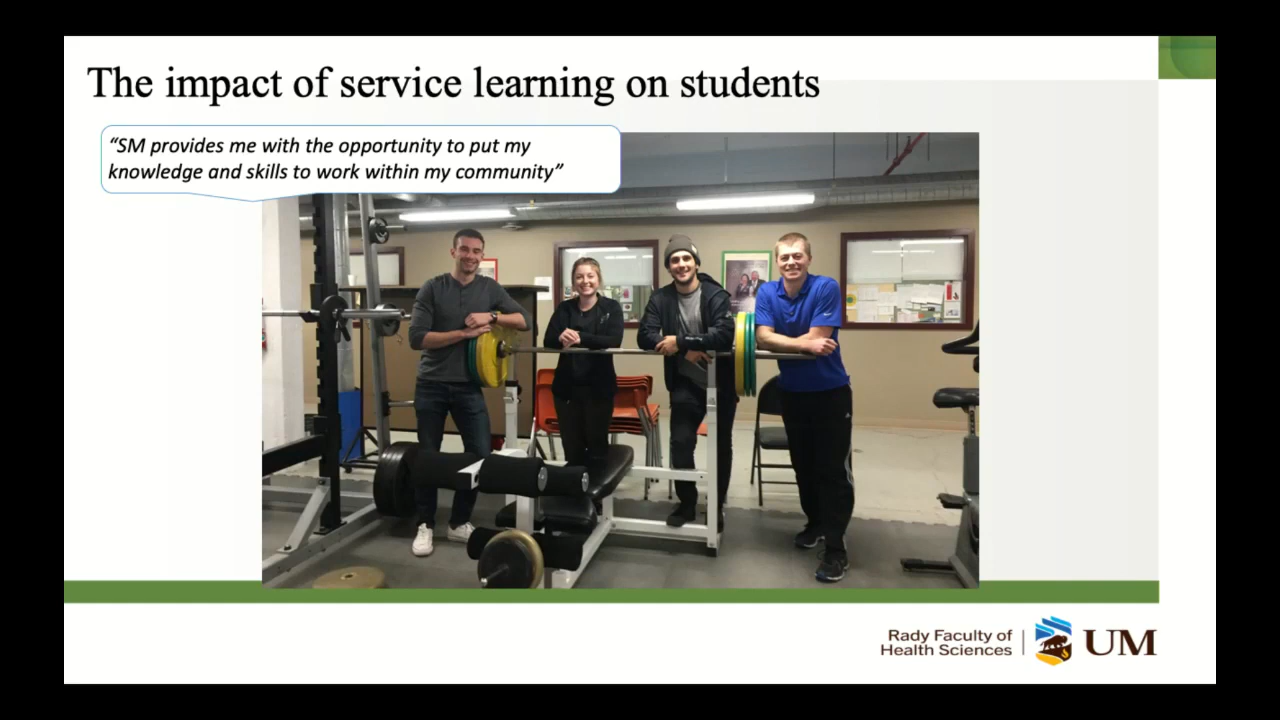 The impact of service learning on students
“SM provides me with the opportunity to put my
knowledge and skills to work within my community”
Rady Faculty of
Health Sciences
UM